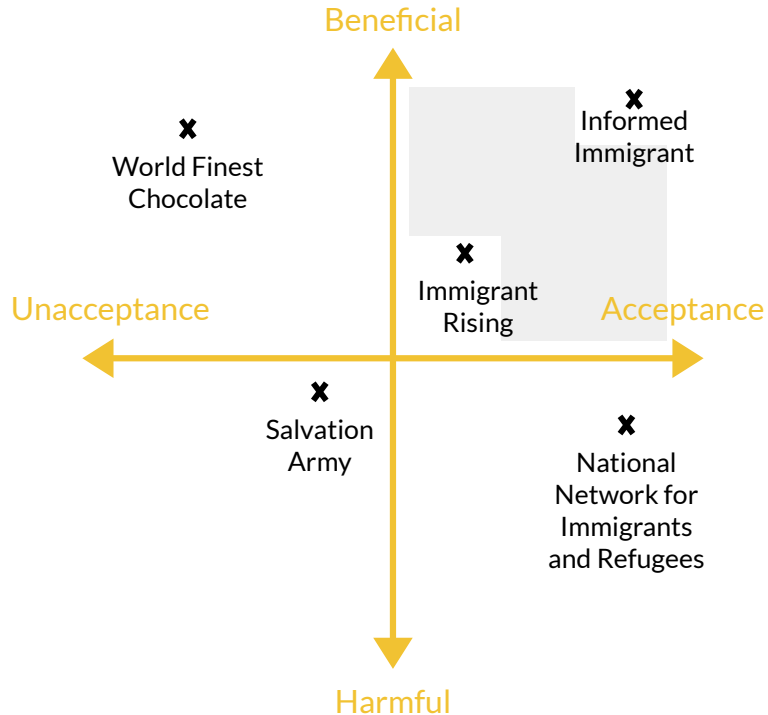 Beneficial
Informed
Immigrant
World Finest
Chocolate
Immigrant
Rising
Unacceptance
Acceptance
Salvation
Army
National
Network for
Immigrants
and Refugees
Harmful